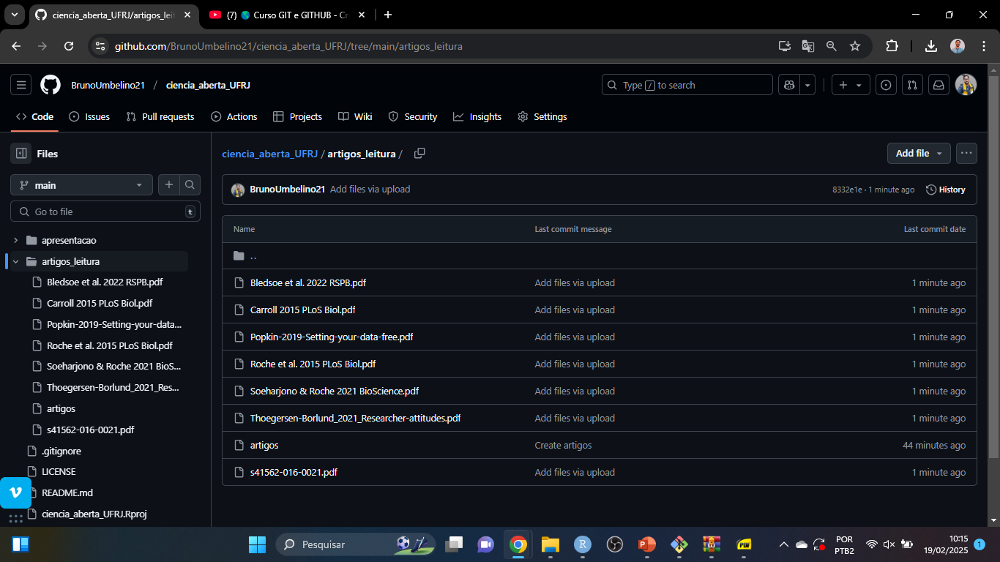 ciencia_aberta_UFRJ/artigos_leit
(7) Curso GIT e GITHUB - Cri
github.com/BrunoUmbelino21/ciencia_aberta_UFRJ/tree/main/artigos_leitura
BrunoUmbelino21 / ciencia_aberta_UFRJ
Type / to search
Code Issues Pull requests Actions Projects Wiki Security Insights Settings
Files
main
Go to file t
apresentacao
artigos_leitura
Bledsoe et al. 2022 RSPB.pdf
Carroll 2015 PLoS Biol.pdf
Popkin-2019-Setting-your-data...
Roche et al. 2015 PLoS Biol.pdf
Soeharjono & Roche 2021 BioS...
Thoegersen-Borlund_2021_Res...
artigos
s41562-016-0021.pdf
.gitignore
LICENSE
README.md
ciencia_aberta_UFRJ.Rproj
ciencia_aberta_UFRJ / artigos_leitura /
Add file
BrunoUmbelino21 Add files via upload 8332e1e · 1 minute ago History
Name Last commit message Last commit date
..
Bledsoe et al. 2022 RSPB.pdf Add files via upload 1 minute ago
Carroll 2015 PLoS Biol.pdf Add files via upload 1 minute ago
Popkin-2019-Setting-your-data-free.pdf Add files via upload 1 minute ago
Roche et al. 2015 PLoS Biol.pdf Add files via upload 1 minute ago
Soeharjono & Roche 2021 BioScience.pdf Add files via upload 1 minute ago
Thoegersen-Borlund_2021_Researcher-attitudes.pdf Add files via upload 1 minute ago
artigos Create artigos 44 minutes ago
s41562-016-0021.pdf Add files via upload 1 minute ago
Pesquisar
PDF
POR
PTB2
10:15
19/02/2025
1